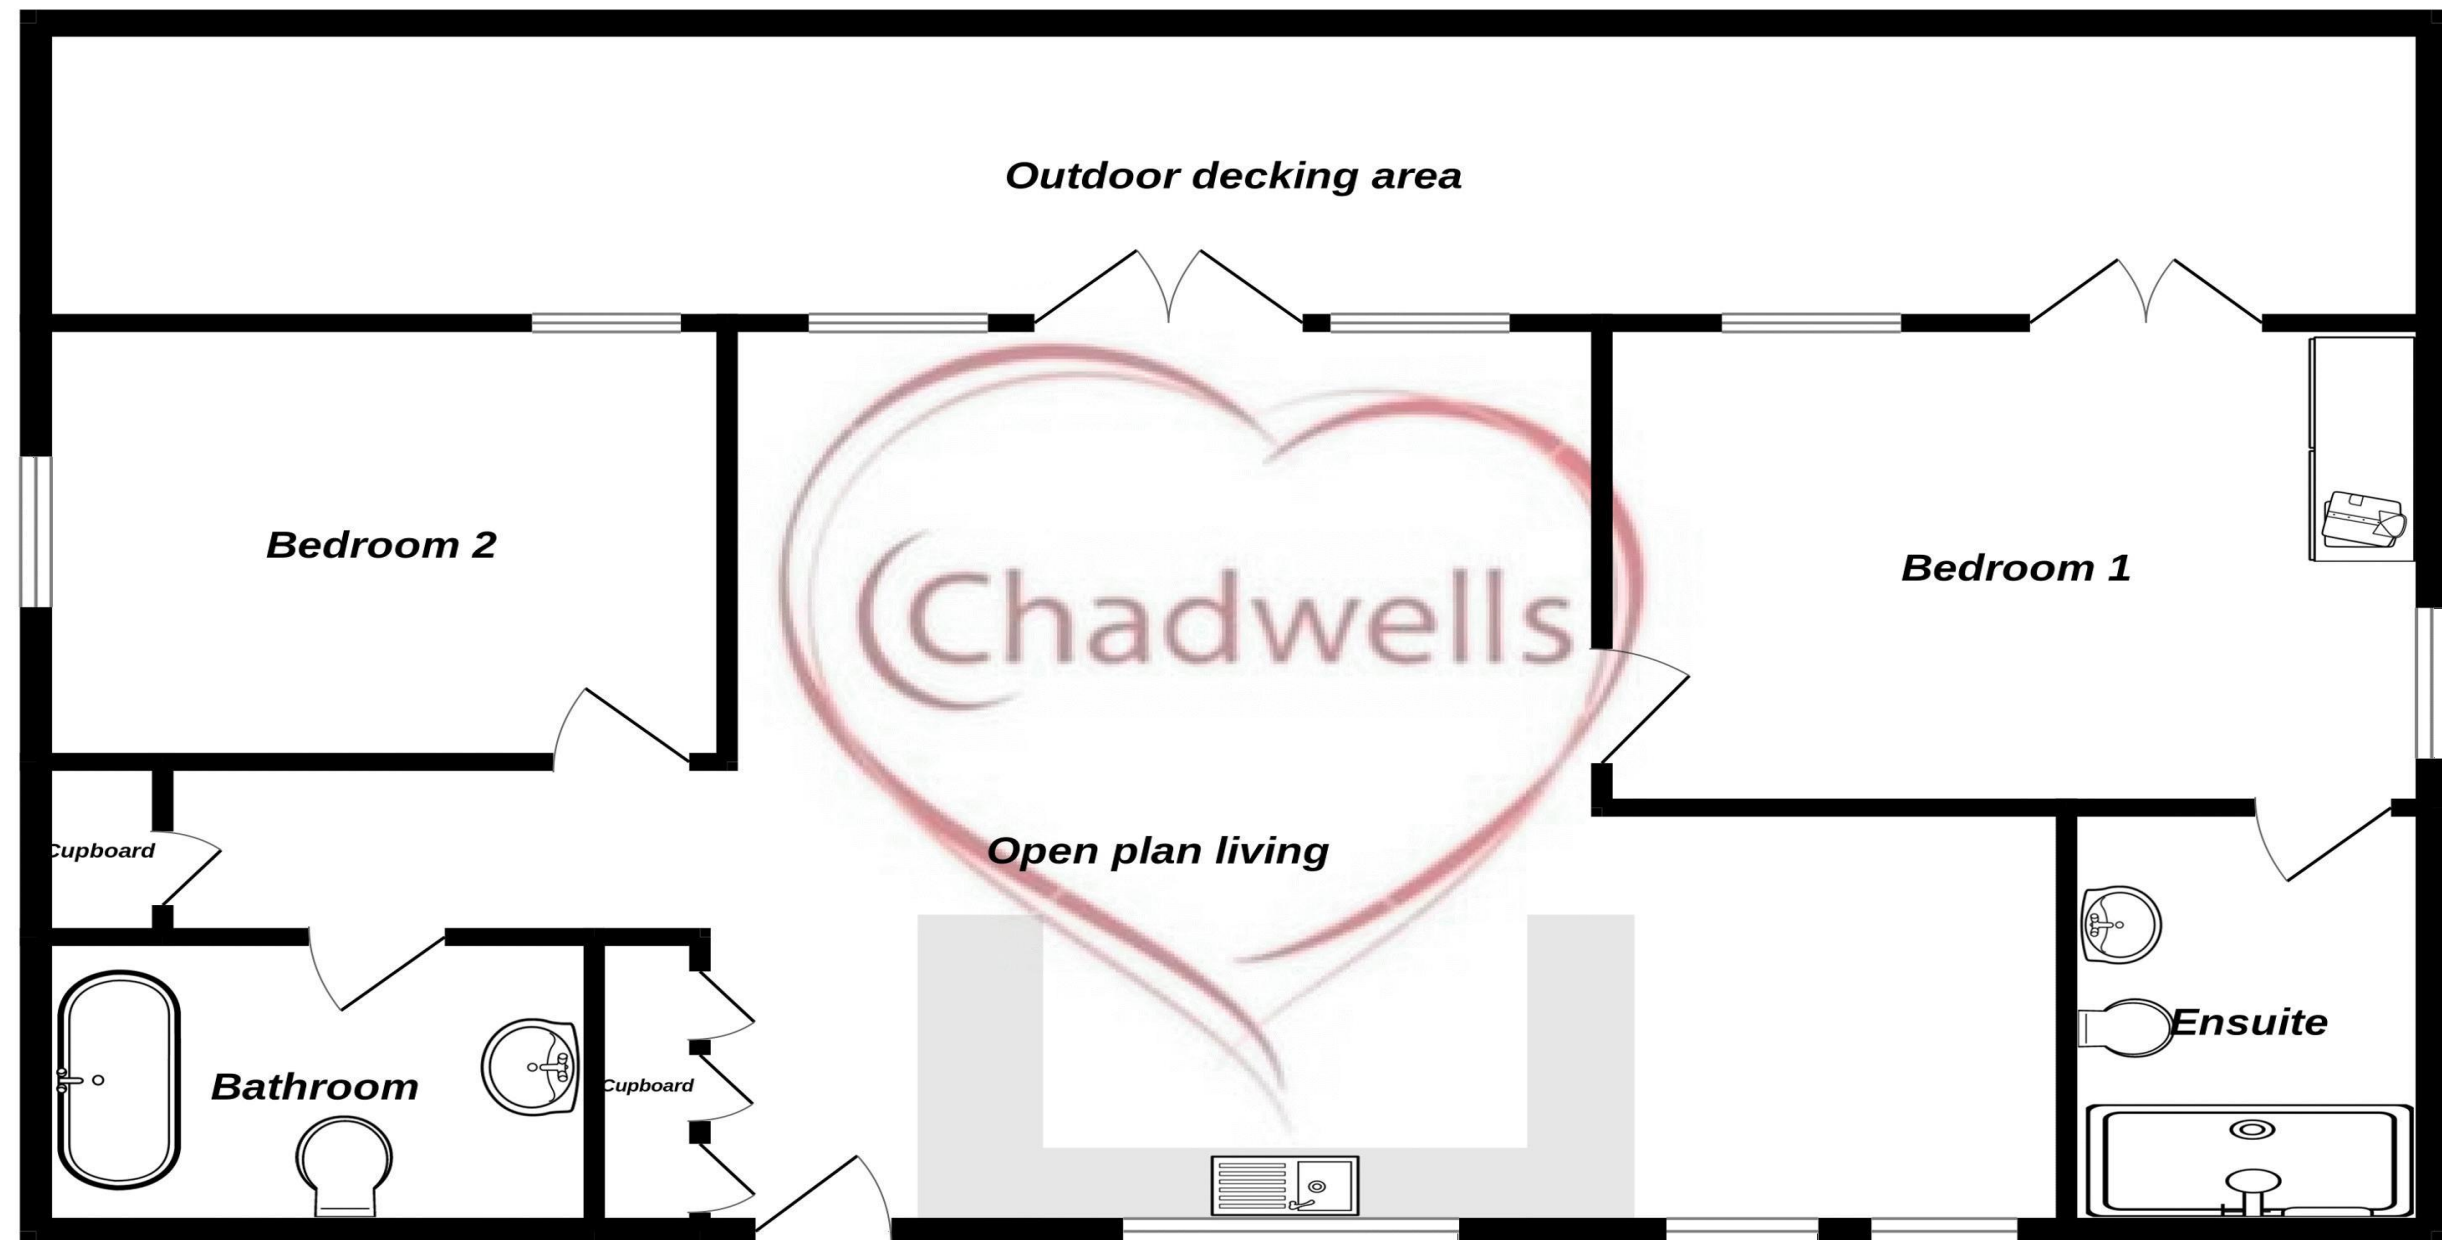 Outdoor decking area
Bedroom 2
Bedroom 1
Chadwells
Cupboard
Open plan living
Ensuite
Bathroom
Cupboard